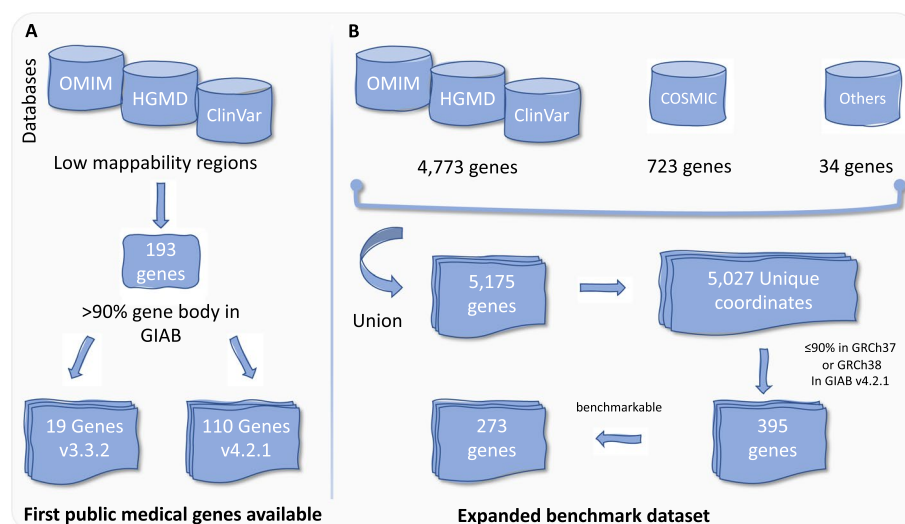 A
Databases
OMIM
HGMD
ClinVar
Low mappability regions
193
genes
>90% gene body in
GIAB
19 Genes
v3.3.2
110 Genes
v4.2.1
First public medical genes available
B
OMIM
HGMD
ClinVar
COSMIC
Others
4,773 genes
723 genes
34 genes
Union
5,175
genes
5,027 Unique
coordinates
≤90% in GRCh37
or GRCh38
In GIAB v4.2.1
395
genes
benchmarkable
273
genes
Expanded benchmark dataset